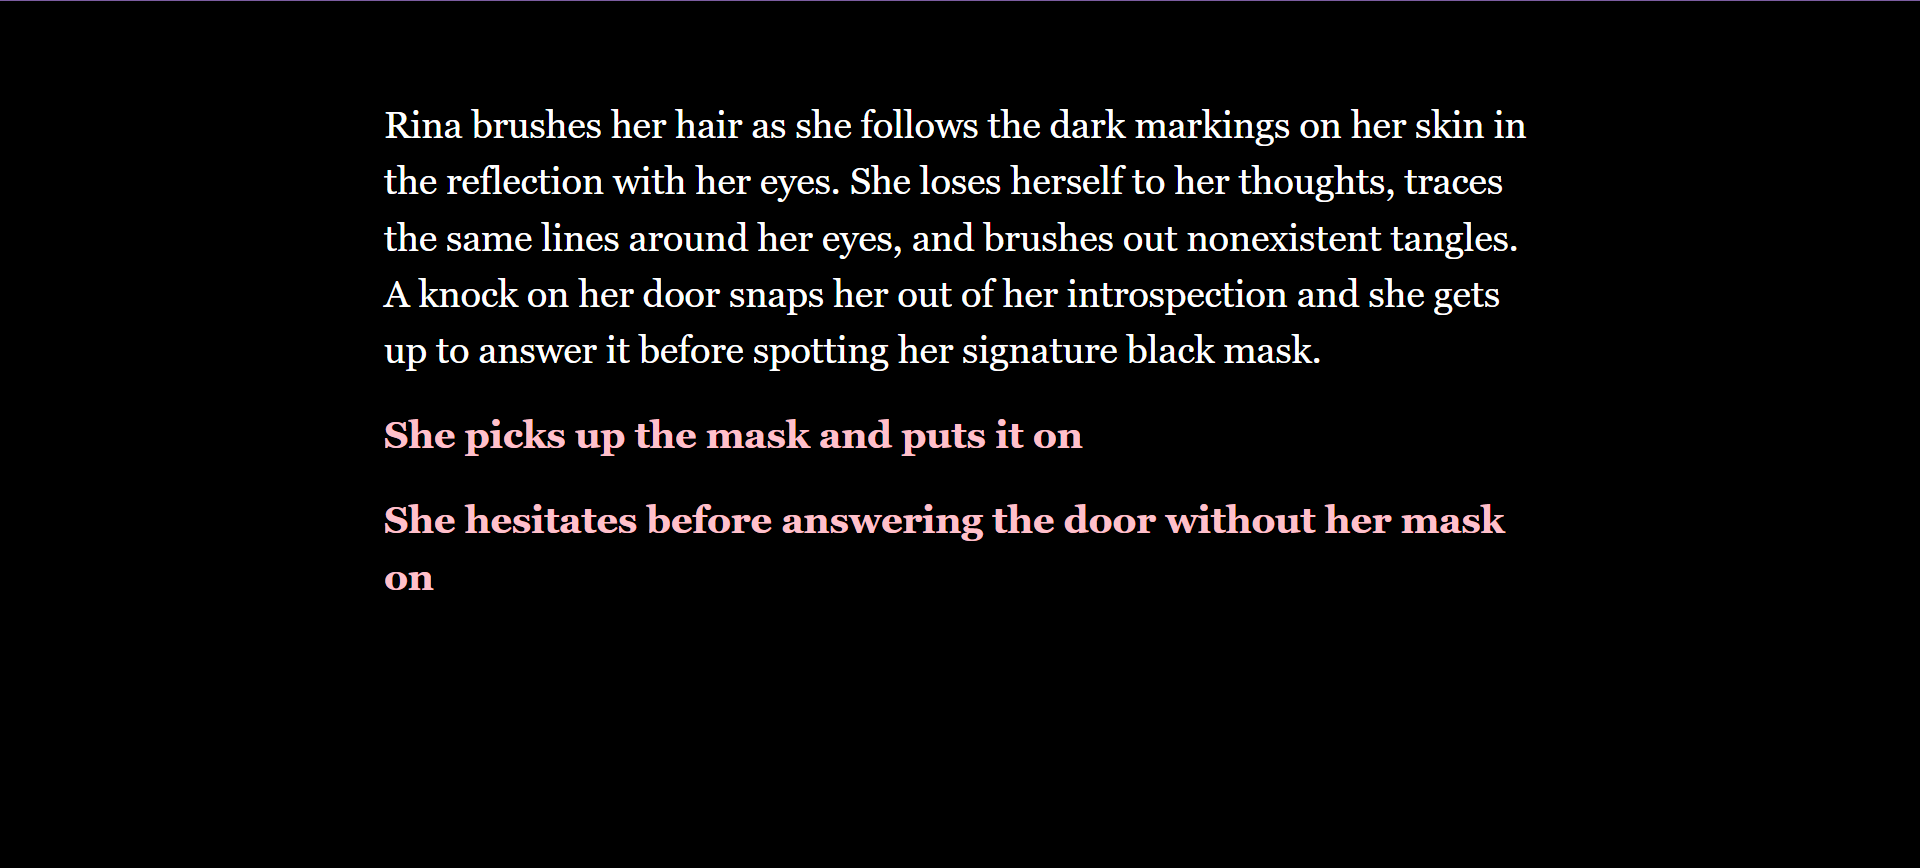 Rina brushes her hair as she follows the dark markings on her skin in
the reflection with her eyes. She loses herself to her thoughts, traces
the same lines around her eyes, and brushes out nonexistent tangles.
A knock on her door snaps her out of her introspection and she gets
up to answer it before spotting her signature black mask.
She picks up the mask and puts it on
She hesitates before answering the door without her mask
on